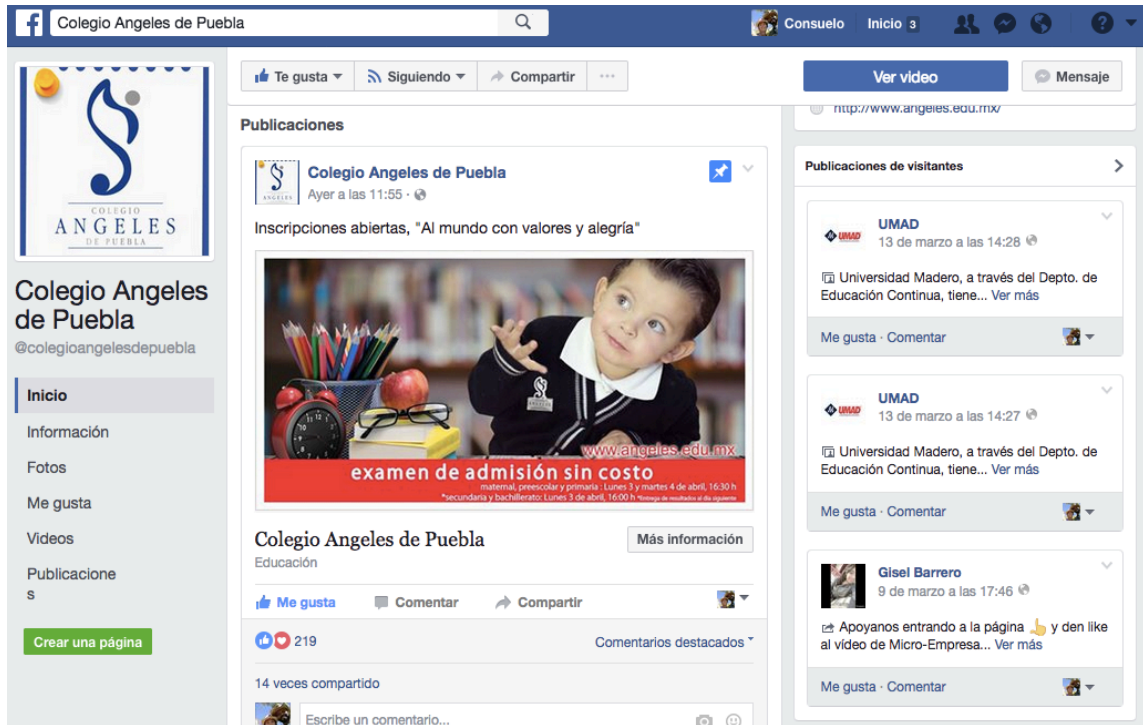 Colegio Angeles de Puebla
Consuelo
Inicio 3
COLEGIO
ANGELES
DE PUEBLA
Colegio Angeles
de Puebla
@colegioangelesdepuebla
Inicio
Información
Fotos
Me gusta
Videos
Publicacione
s
Crear una página
Te gusta
Siguiendo
Compartir
Ver video
Mensaje
Publicaciones
ANGELES
Colegio Angeles de Puebla
Ayer a las 11:55
Inscripciones abiertas, "Al mundo con valores y alegría"
www.angeles.edu.mx
examen de admisión sin costo
maternal, preescolar y primaria : Lunes 3 y martes 4 de abril, 16:30 h
*secundaria y bachillerato: Lunes 3 de abril, 16:00 h *Entrega de resultados al día siguiente
Colegio Angeles de Puebla
Más información
Educación
Me gusta
Comentar
Compartir
219
Comentarios destacados
14 veces compartido
Escribe un comentario...
http://www.angeles.edu.mx/
Publicaciones de visitantes
UMAD
UMAD
13 de marzo a las 14:28
Universidad Madero, a través del Depto. de
Educación Continua, tiene... Ver más
Me gusta · Comentar
UMAD
UMAD
13 de marzo a las 14:27
Universidad Madero, a través del Depto. de
Educación Continua, tiene... Ver más
Me gusta · Comentar
Gisel Barrero
9 de marzo a las 17:46
Apoyanos entrando a la página 👆 y den like
al vídeo de Micro-Empresa... Ver más
Me gusta · Comentar